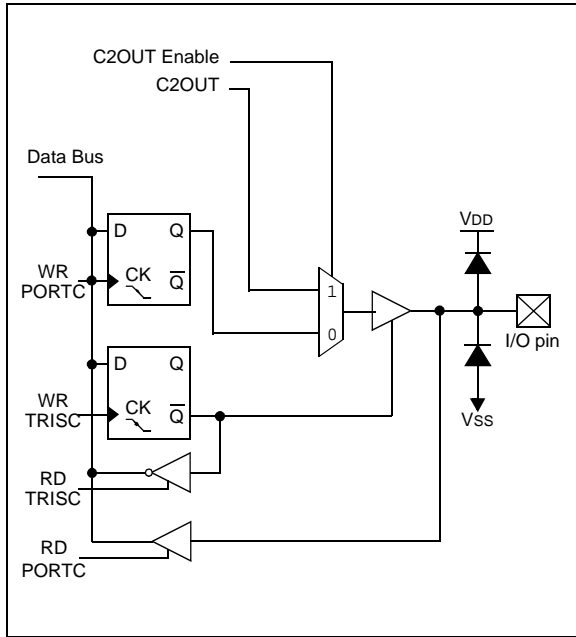 C2OUT Enable
C2OUT
Data Bus
VDD
D Q
WR
PORTC
CK
Q
1
0
I/O pin
D Q
WR
TRISC
CK
Q
VSS
RD
TRISC
RD
PORTC